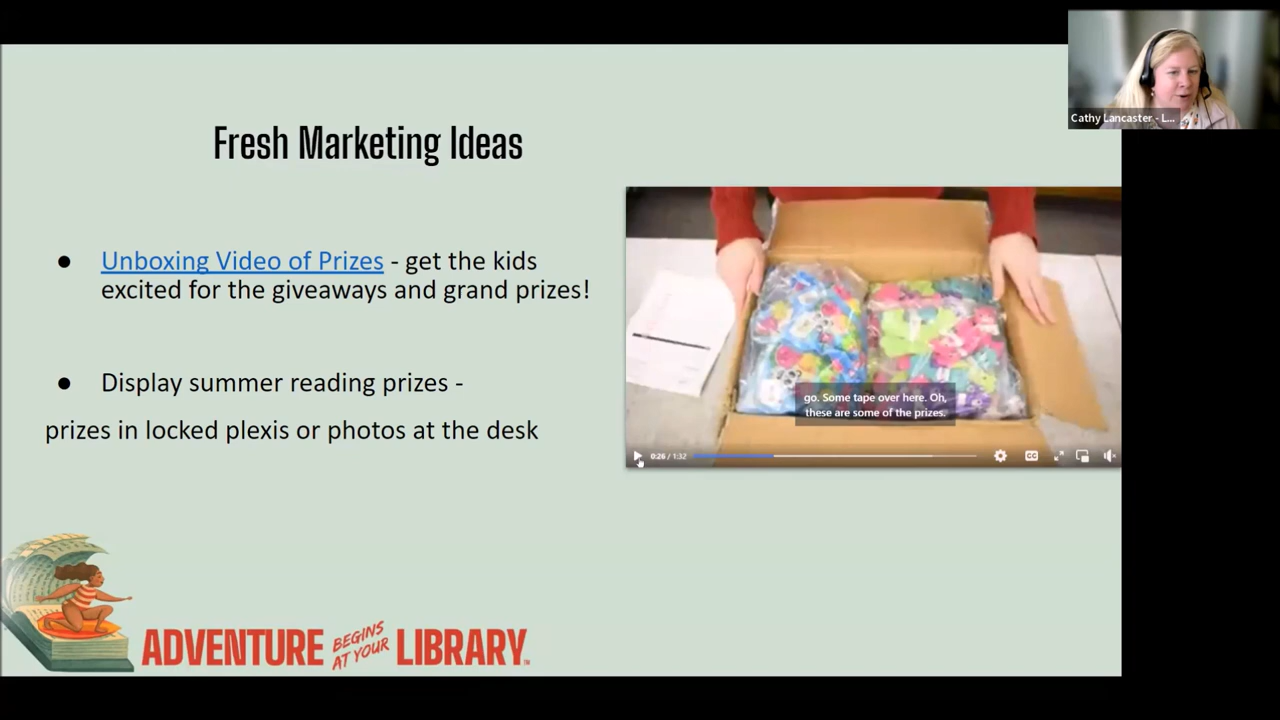 Cathy Lancaster - L...
Fresh Marketing Ideas
● Unboxing Video of Prizes - get the kids
excited for the giveaways and grand prizes!
● Display summer reading prizes -
prizes in locked plexis or photos at the desk
go. Some tape over here. Oh,
these are some of the prizes.
0:26 / 1:32
CC
ADVENTURE BEGINS AT YOUR LIBRARY™